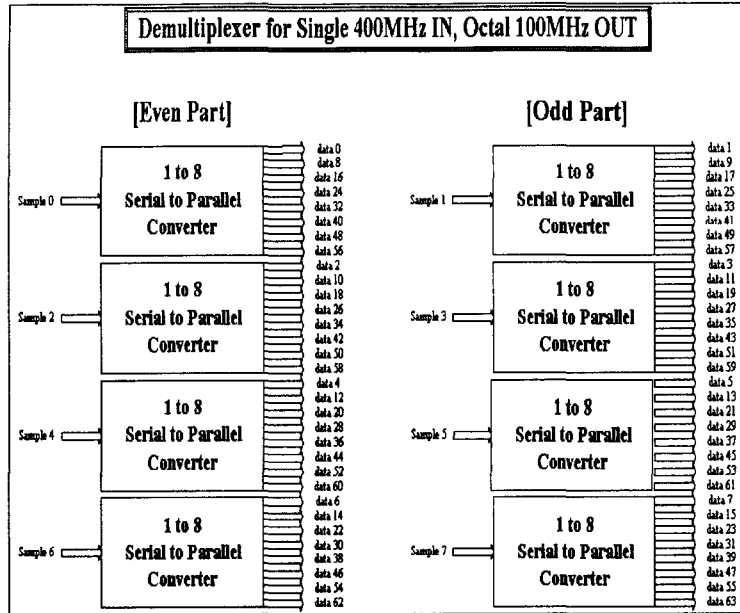 Demultiplexer for Single 400MHz IN, Octal 100MHz OUT
[Even Part]
Sample 0
1 to 8
Serial to Parallel
Converter
data 0
data 8
data 16
data 24
data 32
data 40
data 48
data 56
Sample 2
1 to 8
Serial to Parallel
Converter
data 2
data 10
data 18
data 26
data 34
data 42
data 50
data 58
Sample 4
1 to 8
Serial to Parallel
Converter
data 4
data 12
data 20
data 28
data 36
data 44
data 52
data 60
Sample 6
1 to 8
Serial to Parallel
Converter
data 6
data 14
data 22
data 30
data 38
data 46
data 54
data 62
[Odd Part]
Sample 1
1 to 8
Serial to Parallel
Converter
data 1
data 9
data 17
data 25
data 33
data 41
data 49
data 57
Sample 3
1 to 8
Serial to Parallel
Converter
data 3
data 11
data 19
data 27
data 35
data 43
data 51
data 59
Sample 5
1 to 8
Serial to Parallel
Converter
data 5
data 13
data 21
data 29
data 37
data 45
data 53
data 61
Sample 7
1 to 8
Serial to Parallel
Converter
data 7
data 15
data 23
data 31
data 39
data 47
data 55
data 63